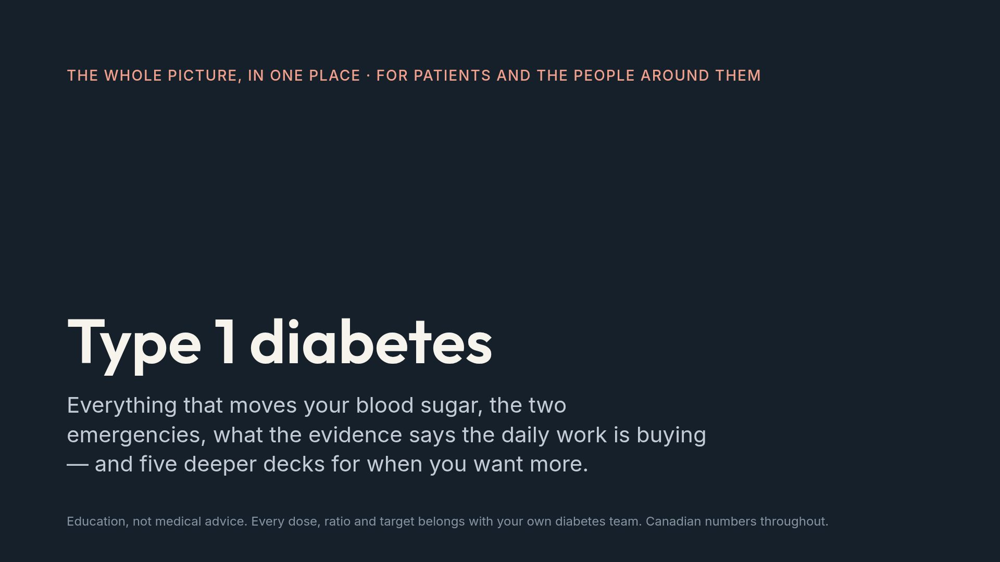 THE WHOLE PICTURE, IN ONE PLACE · FOR PATIENTS AND THE PEOPLE AROUND THEM
Type 1 diabetes
Everything that moves your blood sugar, the two
emergencies, what the evidence says the daily work is buying
— and five deeper decks for when you want more.
Education, not medical advice. Every dose, ratio and target belongs with your own diabetes team. Canadian numbers throughout.